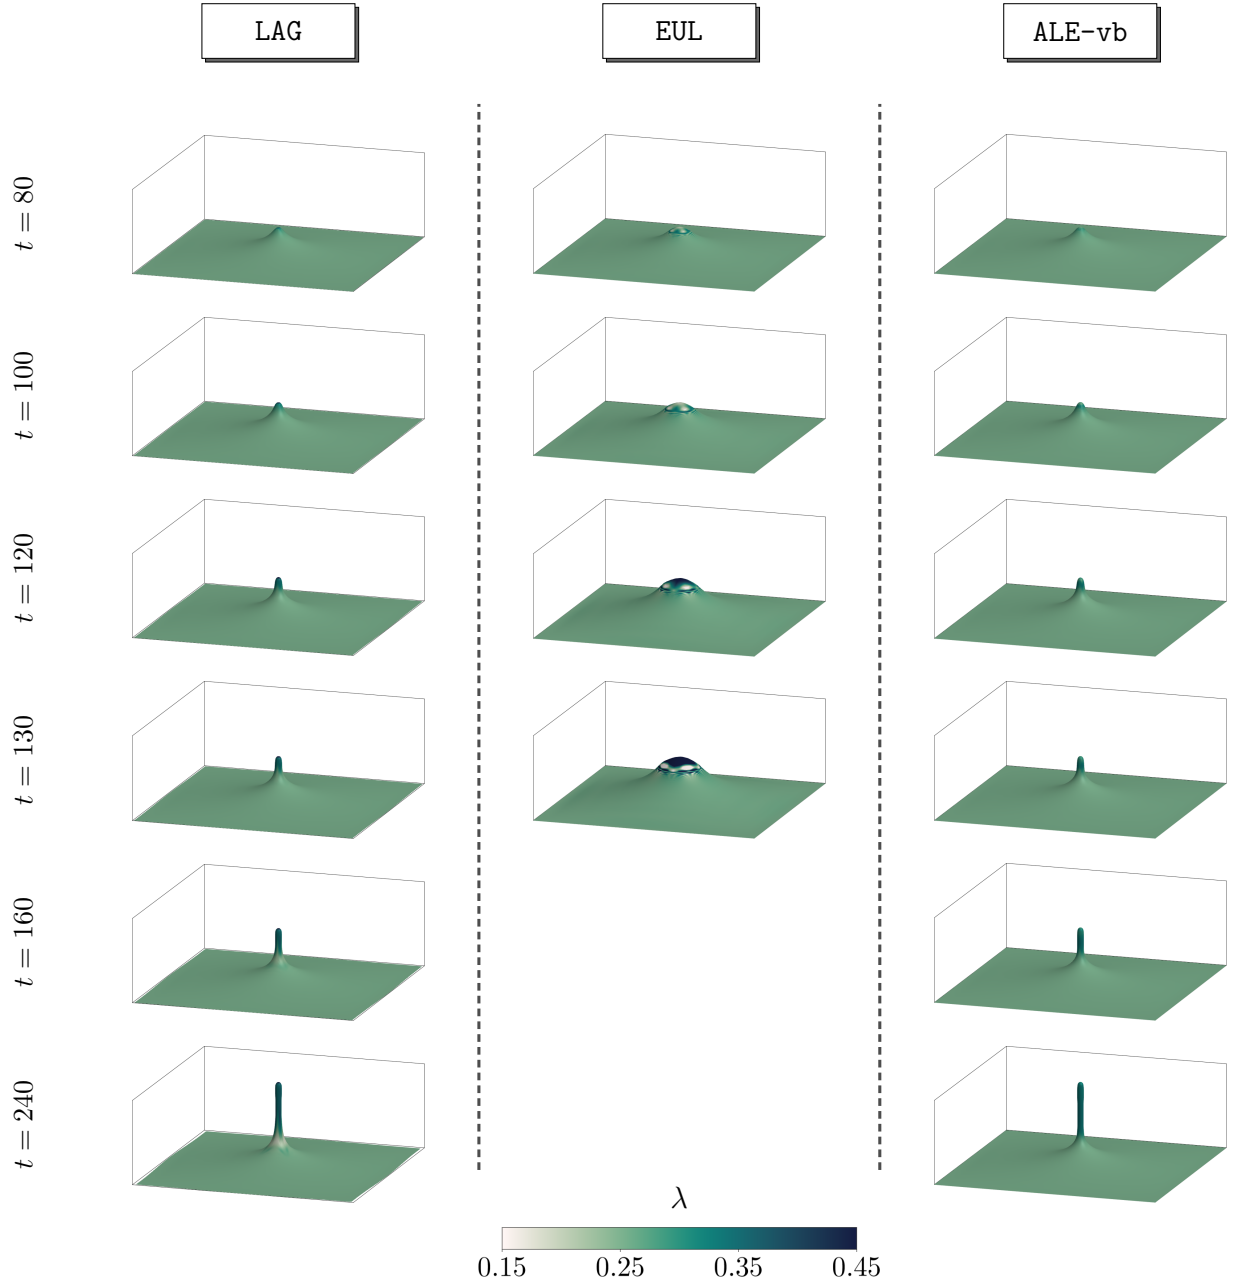 LAG EUL ALE-vb
t = 80
t = 100
t = 120
t = 130
t = 160
t = 240
λ
0.15 0.25 0.35 0.45